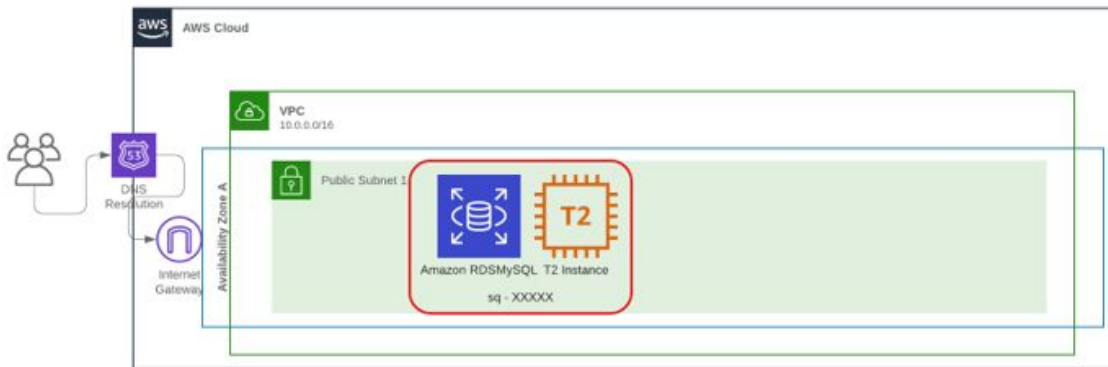 aws
AWS Cloud
VPC
10.0.0.0/16
53
DNS
Resolution
Internet
Gateway
Availability Zone A
Public Subnet 1
T2
Amazon RDSMySQL
T2 Instance
sq - XXXXX